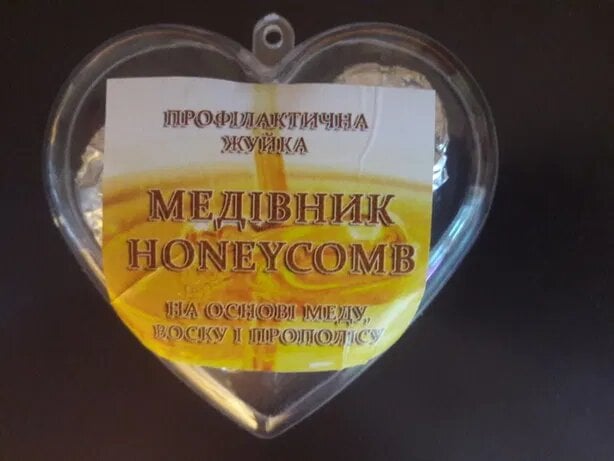 ПРОФІЛАКТИЧНА
ЖУЙКА
МЕДІВНИК
HONEYCOMB
НА ОСНОВІ МЕДУ,
ВОСКУ І ПРОПОЛІСУ